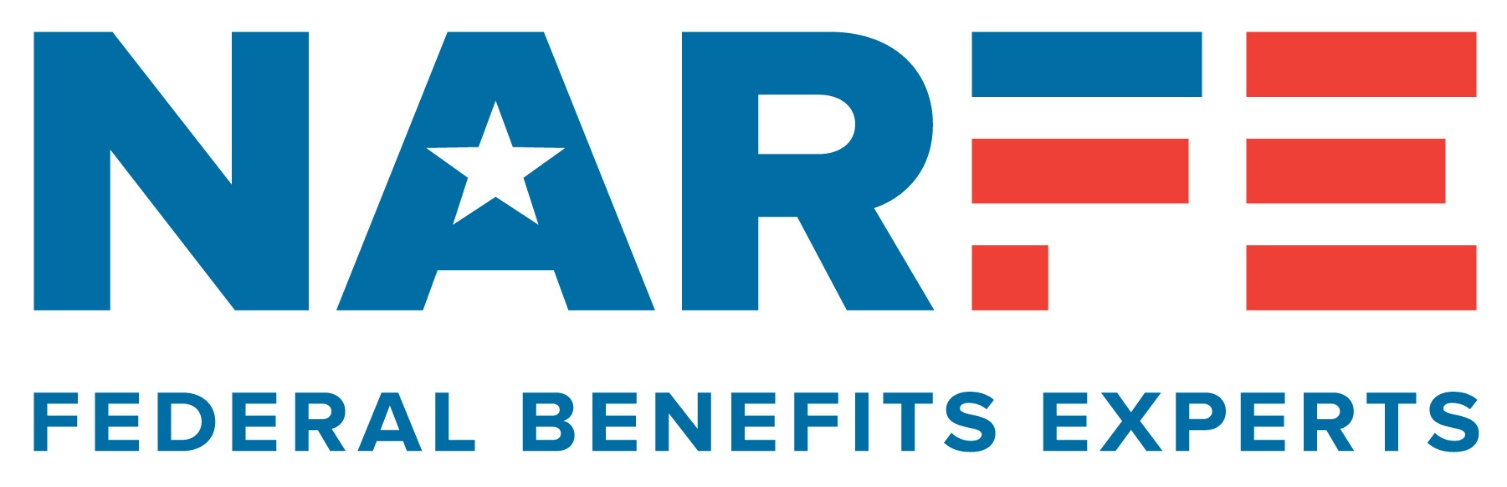 NARFE
FEDERAL BENEFITS EXPERTS